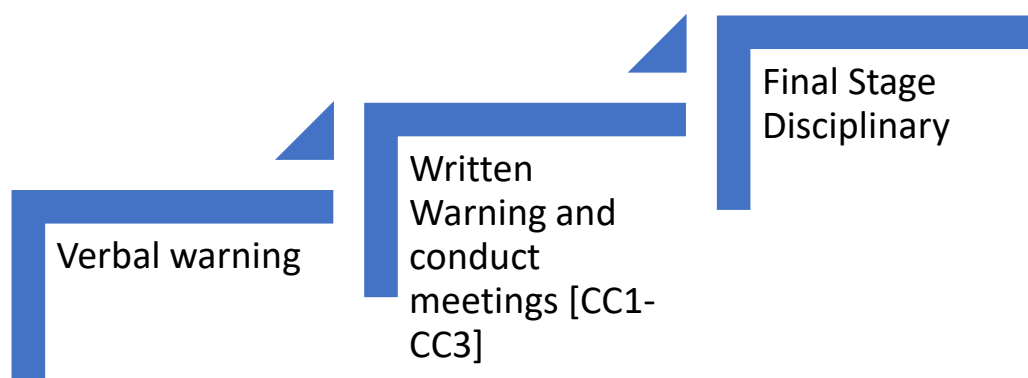 Verbal warning
Written
Warning and
conduct
meetings [CC1-
CC3]
Final Stage
Disciplinary